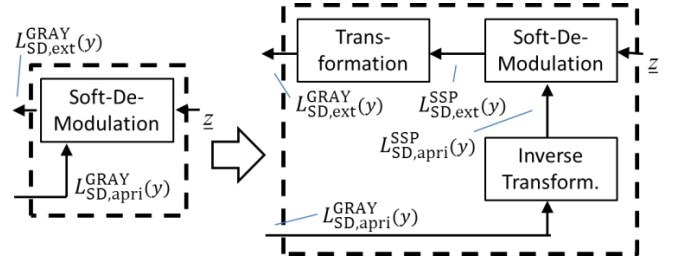 L^GRAY_SD,ext(y)
Soft-De-
Modulation
z
L^GRAY_SD,apri(y)
Trans-
formation
Soft-De-
Modulation
z
L^GRAY_SD,ext(y)
L^SSP_SD,ext(y)
L^SSP_SD,apri(y)
Inverse
Transform.
L^GRAY_SD,apri(y)